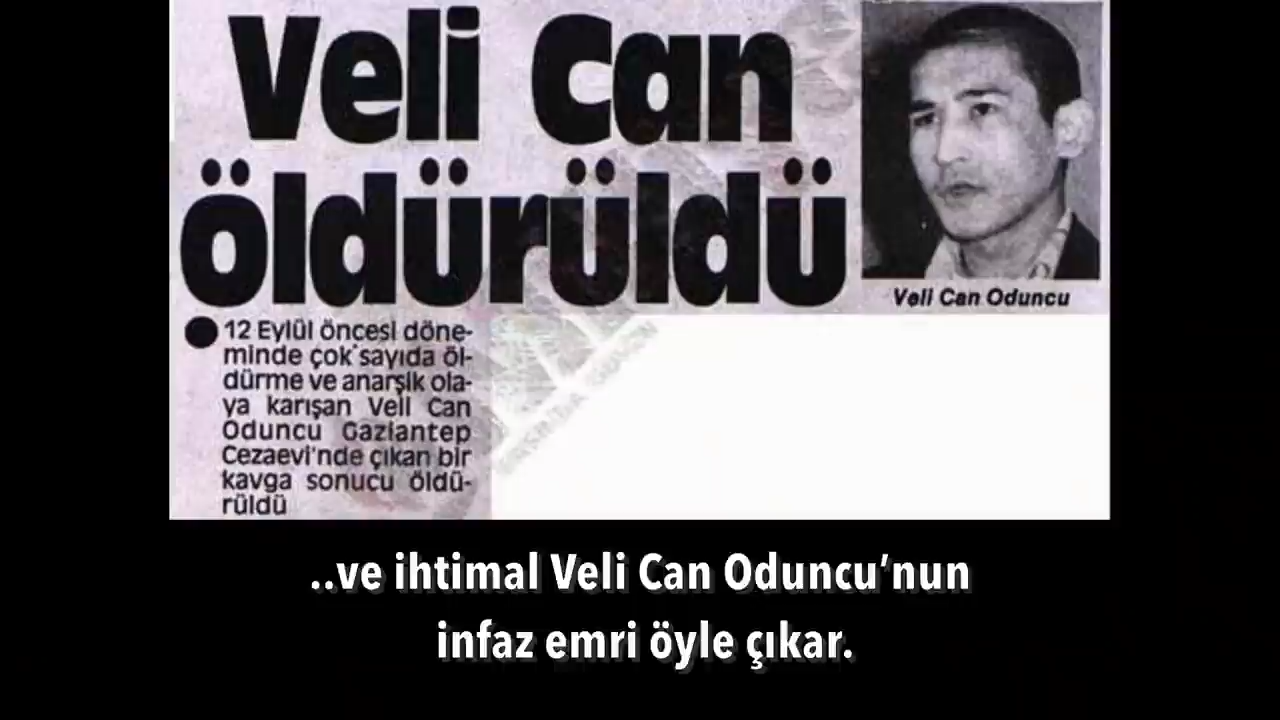 Veli Can
öldürüldü
Veli Can Oduncu
● 12 Eylül öncesi döne-
minde çok sayıda öl-
dürme ve anarşik ola-
ya karışan Veli Can
Oduncu Gaziantep
Cezaevi'nde çıkan bir
kavga sonucu öldü-
rüldü
..ve ihtimal Veli Can Oduncu’nun
infaz emri öyle çıkar.